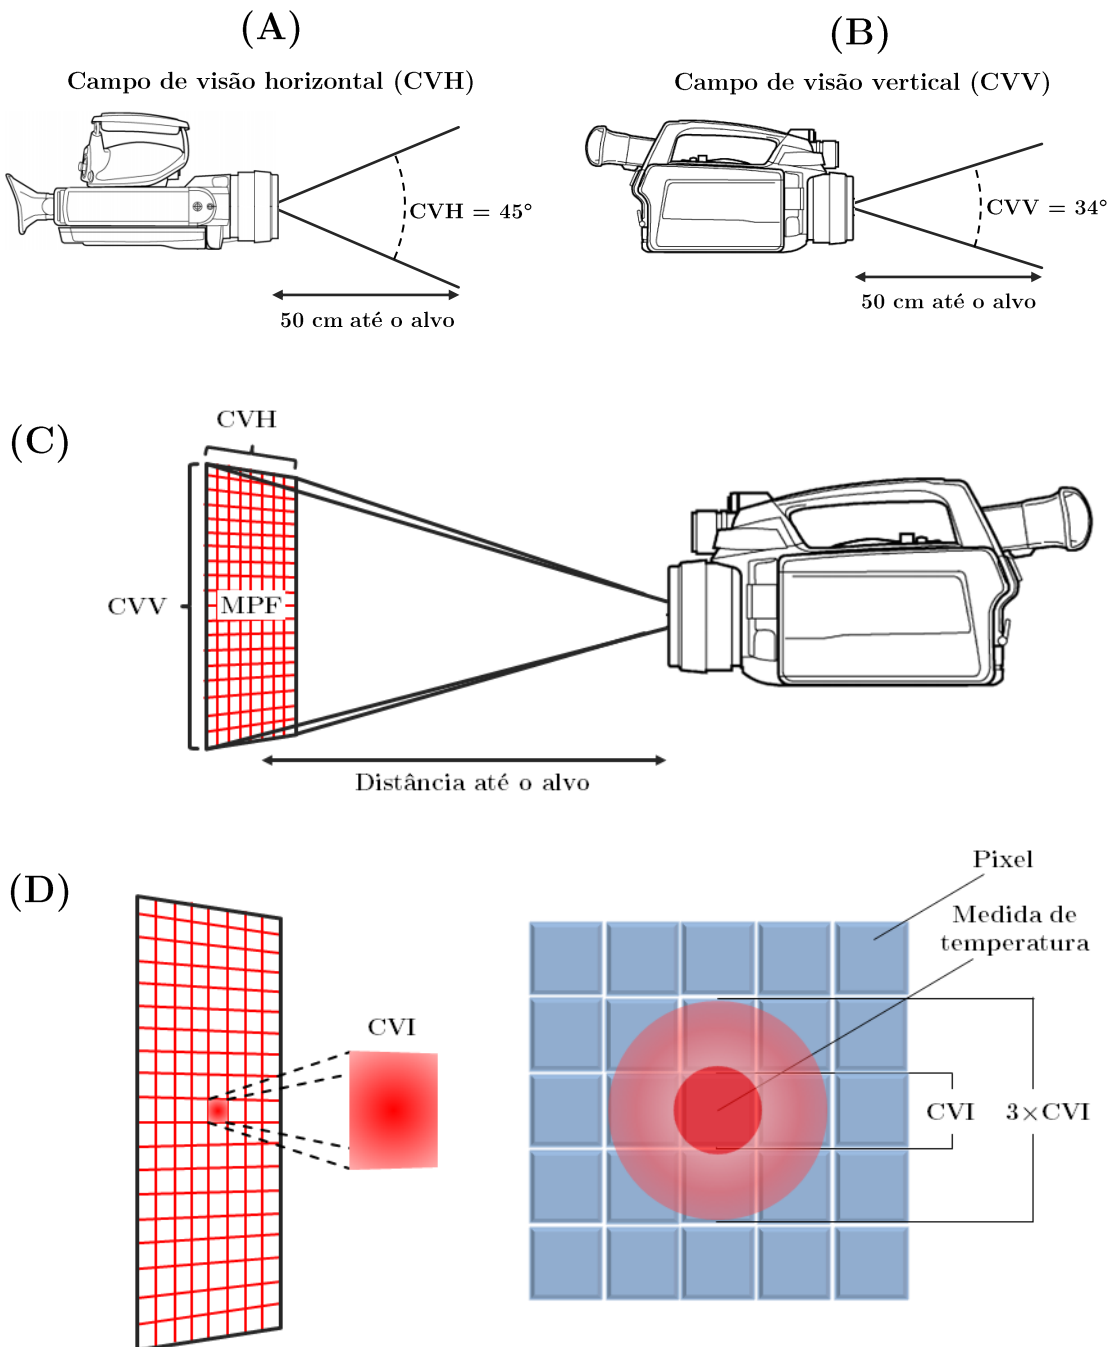 (A)
Campo de visão horizontal (CVH)
CVH = 45°
50 cm até o alvo
(B)
Campo de visão vertical (CVV)
CVV = 34°
50 cm até o alvo
(C)
CVH
CVV
MPF
Distância até o alvo
(D)
CVI
Pixel
Medida de
temperatura
CVI
3×CVI